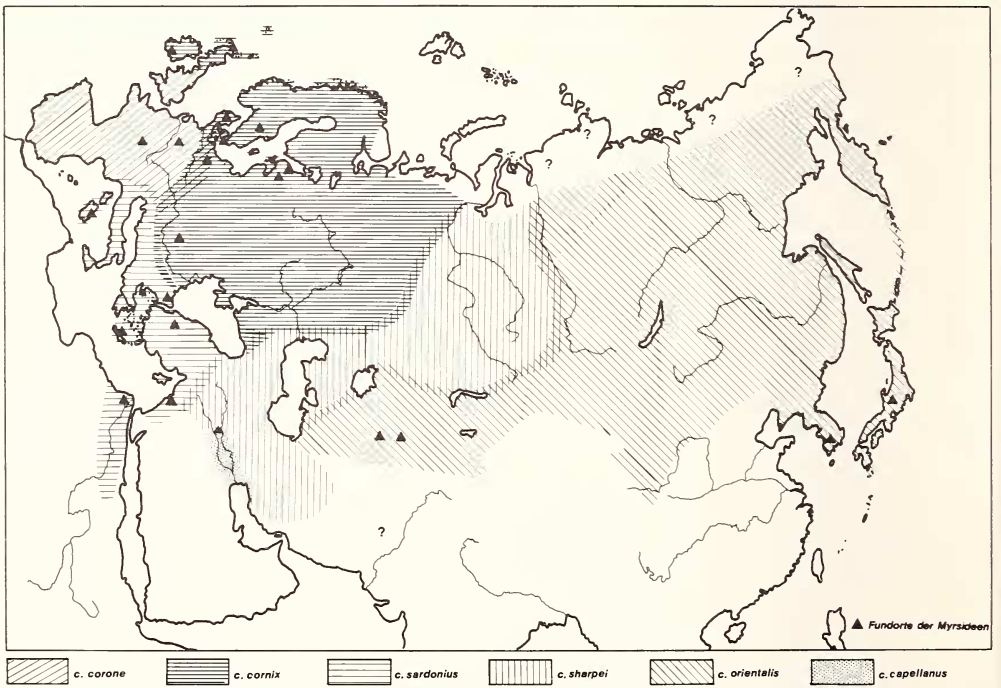 ?
?
?
?
?
▲ Fundorte der Myrsideen
c. corone
c. cornix
c. sardonius
c. sharpei
c. orientalis
c. capellanus